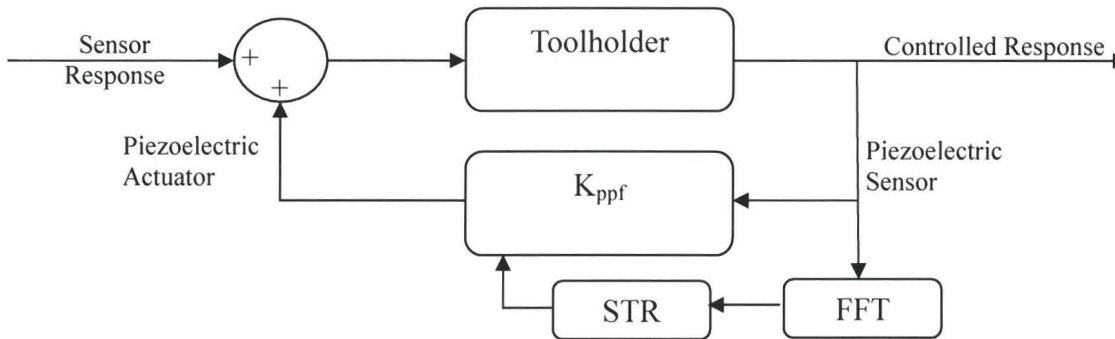 Sensor
Response
+
+
Toolholder
Controlled Response
Piezoelectric
Actuator
K_ppf
Piezoelectric
Sensor
STR
FFT